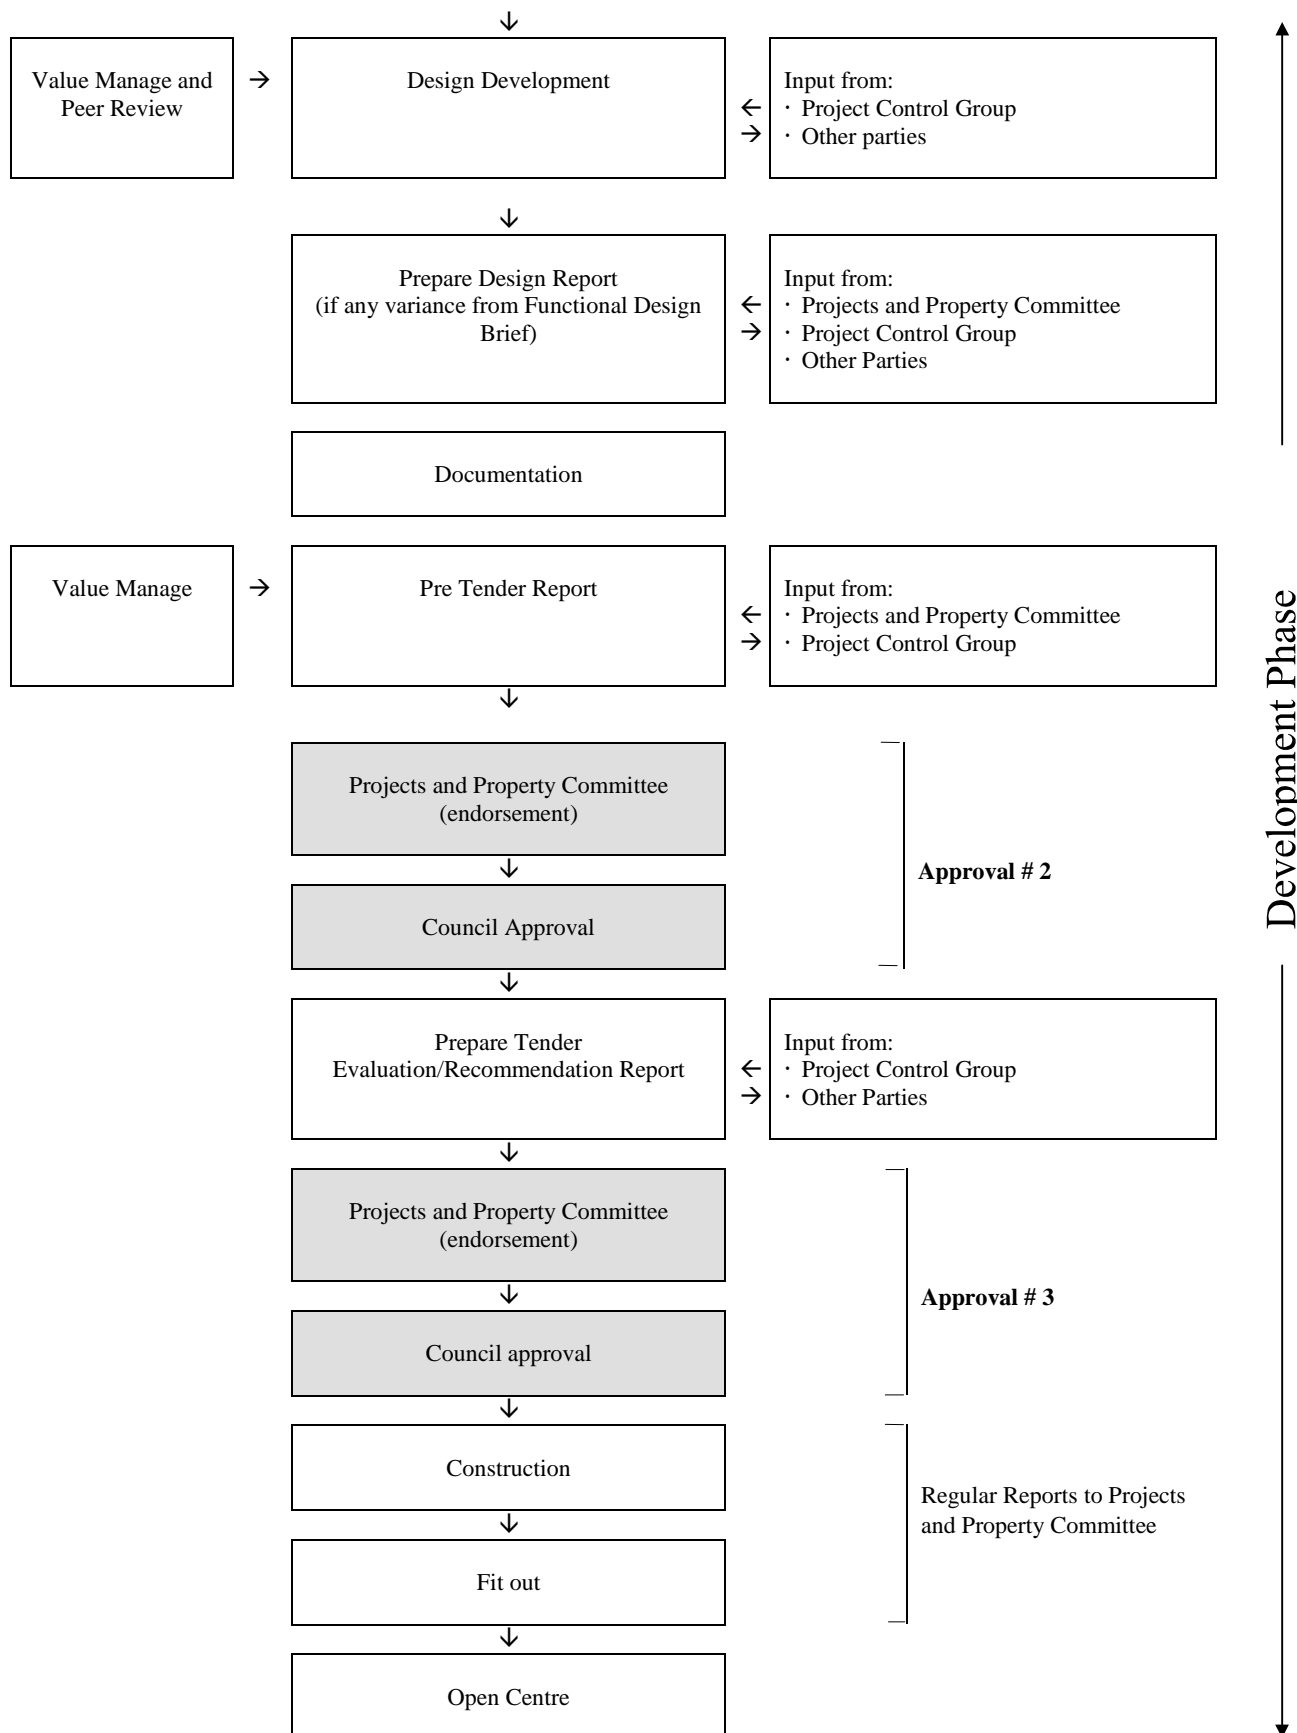 Value Manage and
Peer Review
Design Development
Input from:
· Project Control Group
· Other parties
Prepare Design Report
(if any variance from Functional Design
Brief)
Input from:
· Projects and Property Committee
· Project Control Group
· Other Parties
Documentation
Value Manage
Pre Tender Report
Input from:
· Projects and Property Committee
· Project Control Group
Development Phase
Projects and Property Committee
(endorsement)
Approval # 2
Council Approval
Prepare Tender
Evaluation/Recommendation Report
Input from:
· Project Control Group
· Other Parties
Projects and Property Committee
(endorsement)
Approval # 3
Council approval
Construction
Regular Reports to Projects
and Property Committee
Fit out
Open Centre